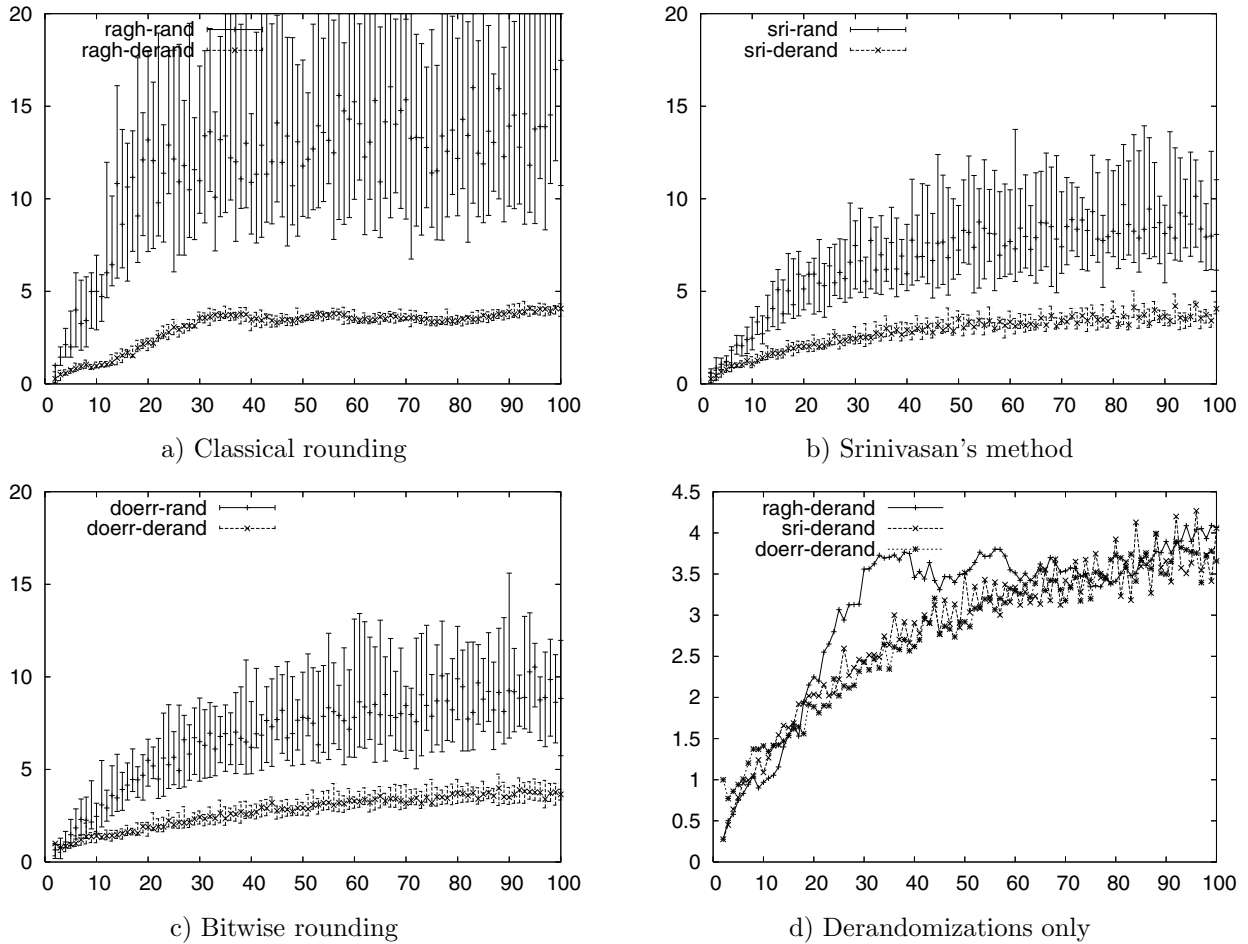 20
15
10
5
0
ragh-rand
ragh-derand
0 10 20 30 40 50 60 70 80 90 100
a) Classical rounding
20
15
10
5
0
sri-rand
sri-derand
0 10 20 30 40 50 60 70 80 90 100
b) Srinivasan's method
20
15
10
5
0
doerr-rand
doerr-derand
0 10 20 30 40 50 60 70 80 90 100
c) Bitwise rounding
4.5
4
3.5
3
2.5
2
1.5
1
0.5
0
ragh-derand
sri-derand
doerr-derand
0 10 20 30 40 50 60 70 80 90 100
d) Derandomizations only